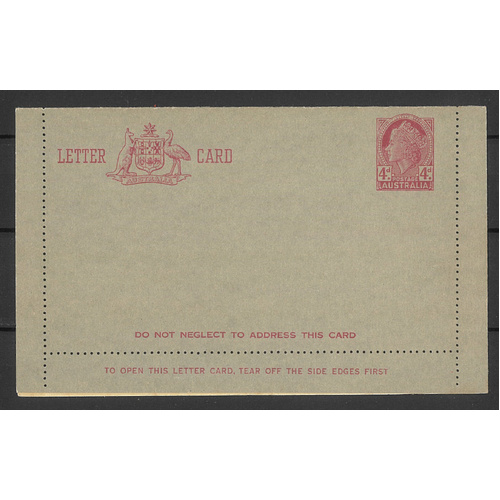 LETTER CARD
AUSTRALIA
4d. 4d.
AUSTRALIA
DO NOT NEGLECT TO ADDRESS THIS CARD
TO OPEN THIS LETTER CARD, TEAR OFF THE SIDE EDGES FIRST